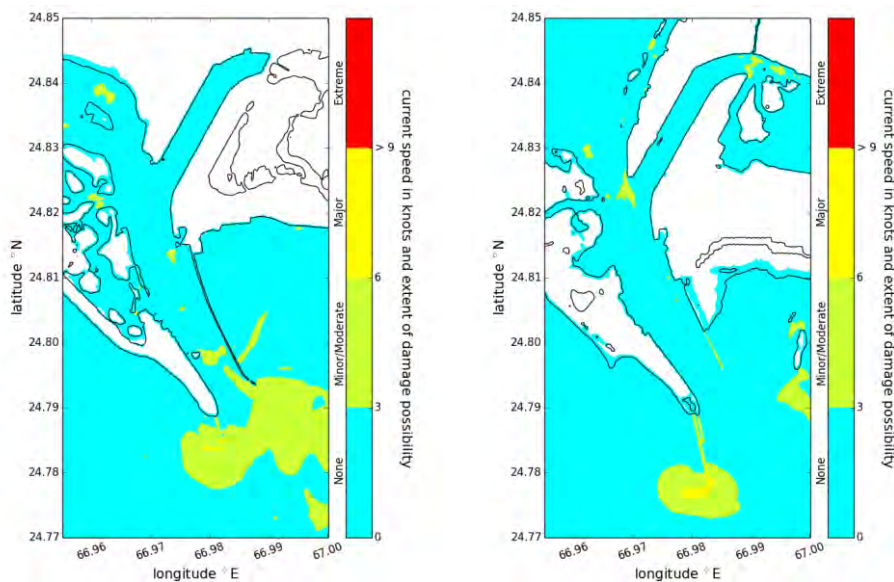 24.85
24.84
24.83
24.82
24.81
24.80
24.79
24.78
24.77
latitude °N
66.96
66.97
66.98
66.99
67.00
longitude °E
Extreme
> 9
Major
6
Minor/Moderate
3
None
0
current speed in knots and extent of damage possibility
24.85
24.84
24.83
24.82
24.81
24.80
24.79
24.78
24.77
latitude °N
66.96
66.97
66.98
66.99
67.00
longitude °E
Extreme
> 9
Major
6
Minor/Moderate
3
None
0
current speed in knots and extent of damage possibility